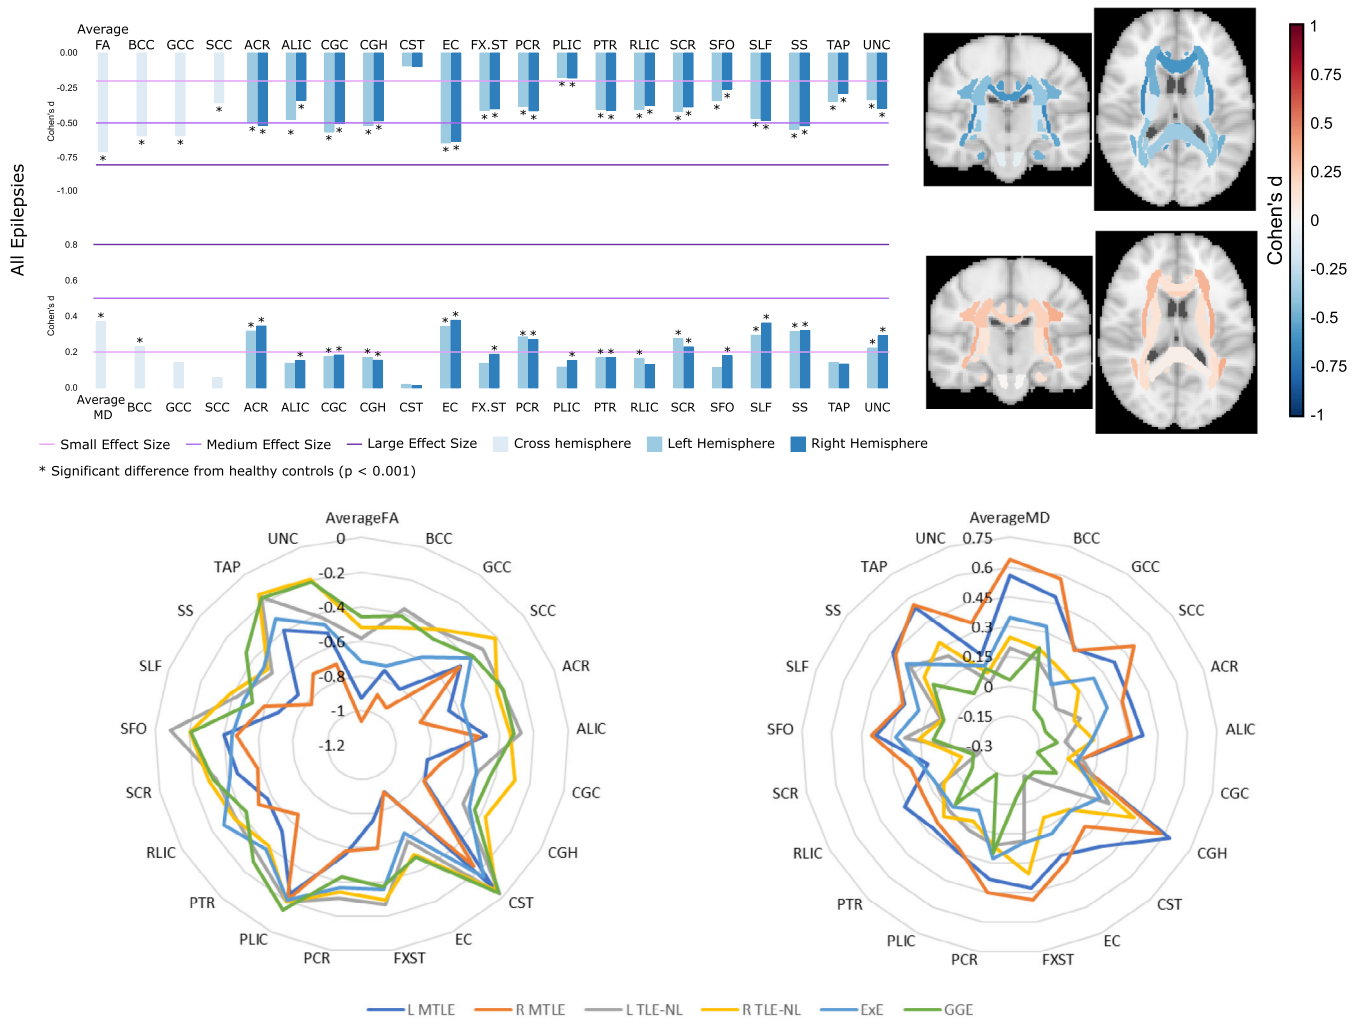 Average
FA BCC GCC SCC ACR ALIC CGC CGH CST EC FX.ST PCR PLIC PTR RLIC SCR SFO SLF SS TAP UNC
0.00
-0.25
-0.50
-0.75
-1.00
Cohen's d
* * * * * * * * * * * * * * * * * * * * * * * * * * * * * * * * * * * *
All Epilepsies
0.8
0.6
0.4
0.2
0.0
Cohen's d
* * * * * * * * * * * * * * * * * * * * * * * * * *
Average
MD BCC GCC SCC ACR ALIC CGC CGH CST EC FX.ST PCR PLIC PTR RLIC SCR SFO SLF SS TAP UNC
Small Effect Size Medium Effect Size Large Effect Size Cross hemisphere Left Hemisphere Right Hemisphere
* Significant difference from healthy controls (p < 0.001)
Cohen's d
1
0.75
0.5
0.25
0
-0.25
-0.5
-0.75
-1
AverageFA
BCC
GCC
SCC
ACR
ALIC
CGC
CGH
CST
EC
FXST
PCR
PLIC
PTR
RLIC
SCR
SFO
SLF
SS
TAP
UNC
0
-0.2
-0.4
-0.6
-0.8
-1
-1.2
AverageMD
BCC
GCC
SCC
ACR
ALIC
CGC
CGH
CST
EC
FXST
PCR
PLIC
PTR
RLIC
SCR
SFO
SLF
SS
TAP
UNC
0.75
0.6
0.45
0.3
0.15
0
-0.15
-0.3
L MTLE R MTLE L TLE-NL R TLE-NL ExE GGE